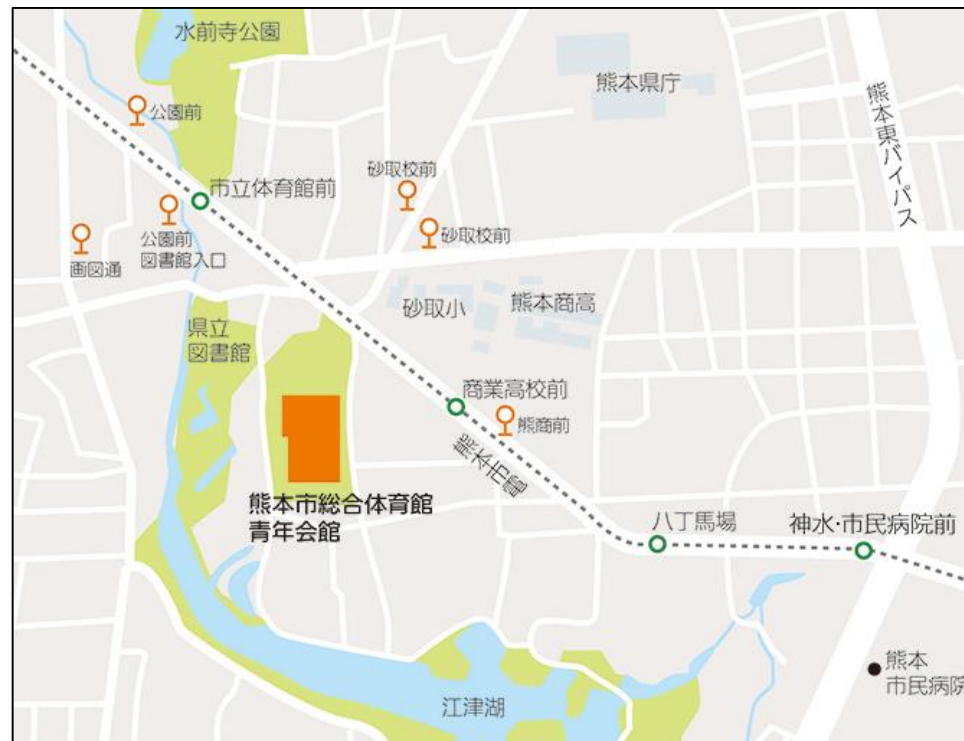 水前寺公園
熊本県庁
熊本東バイパス
公園前
市立体育館前
砂取校前
砂取校前
公園前
図書館入口
画図通
県立
図書館
砂取小
熊本商高
商業高校前
熊商前
熊本市電
熊本市総合体育館
青年会館
八丁馬場
神水・市民病院前
熊本
市民病院
江津湖